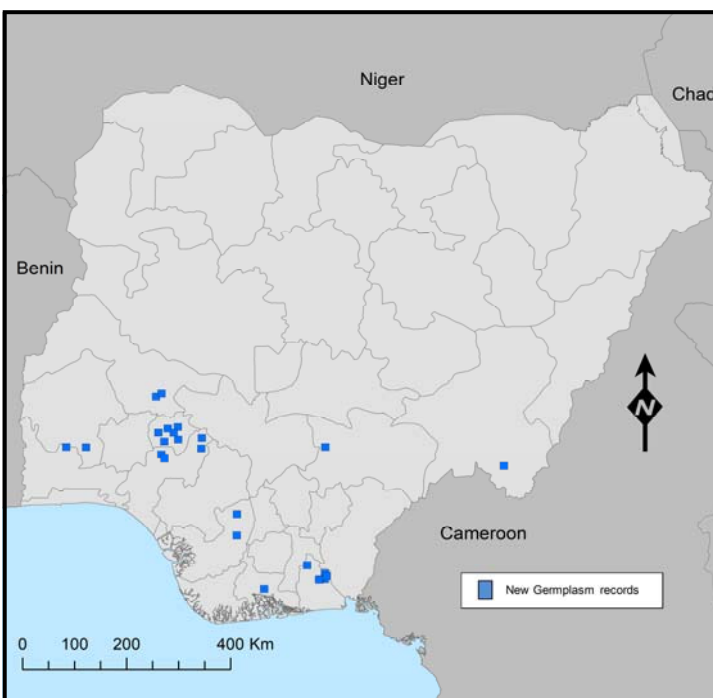 Niger
Chad
Benin
N
Cameroon
New Germplasm records
0 100 200 400 Km